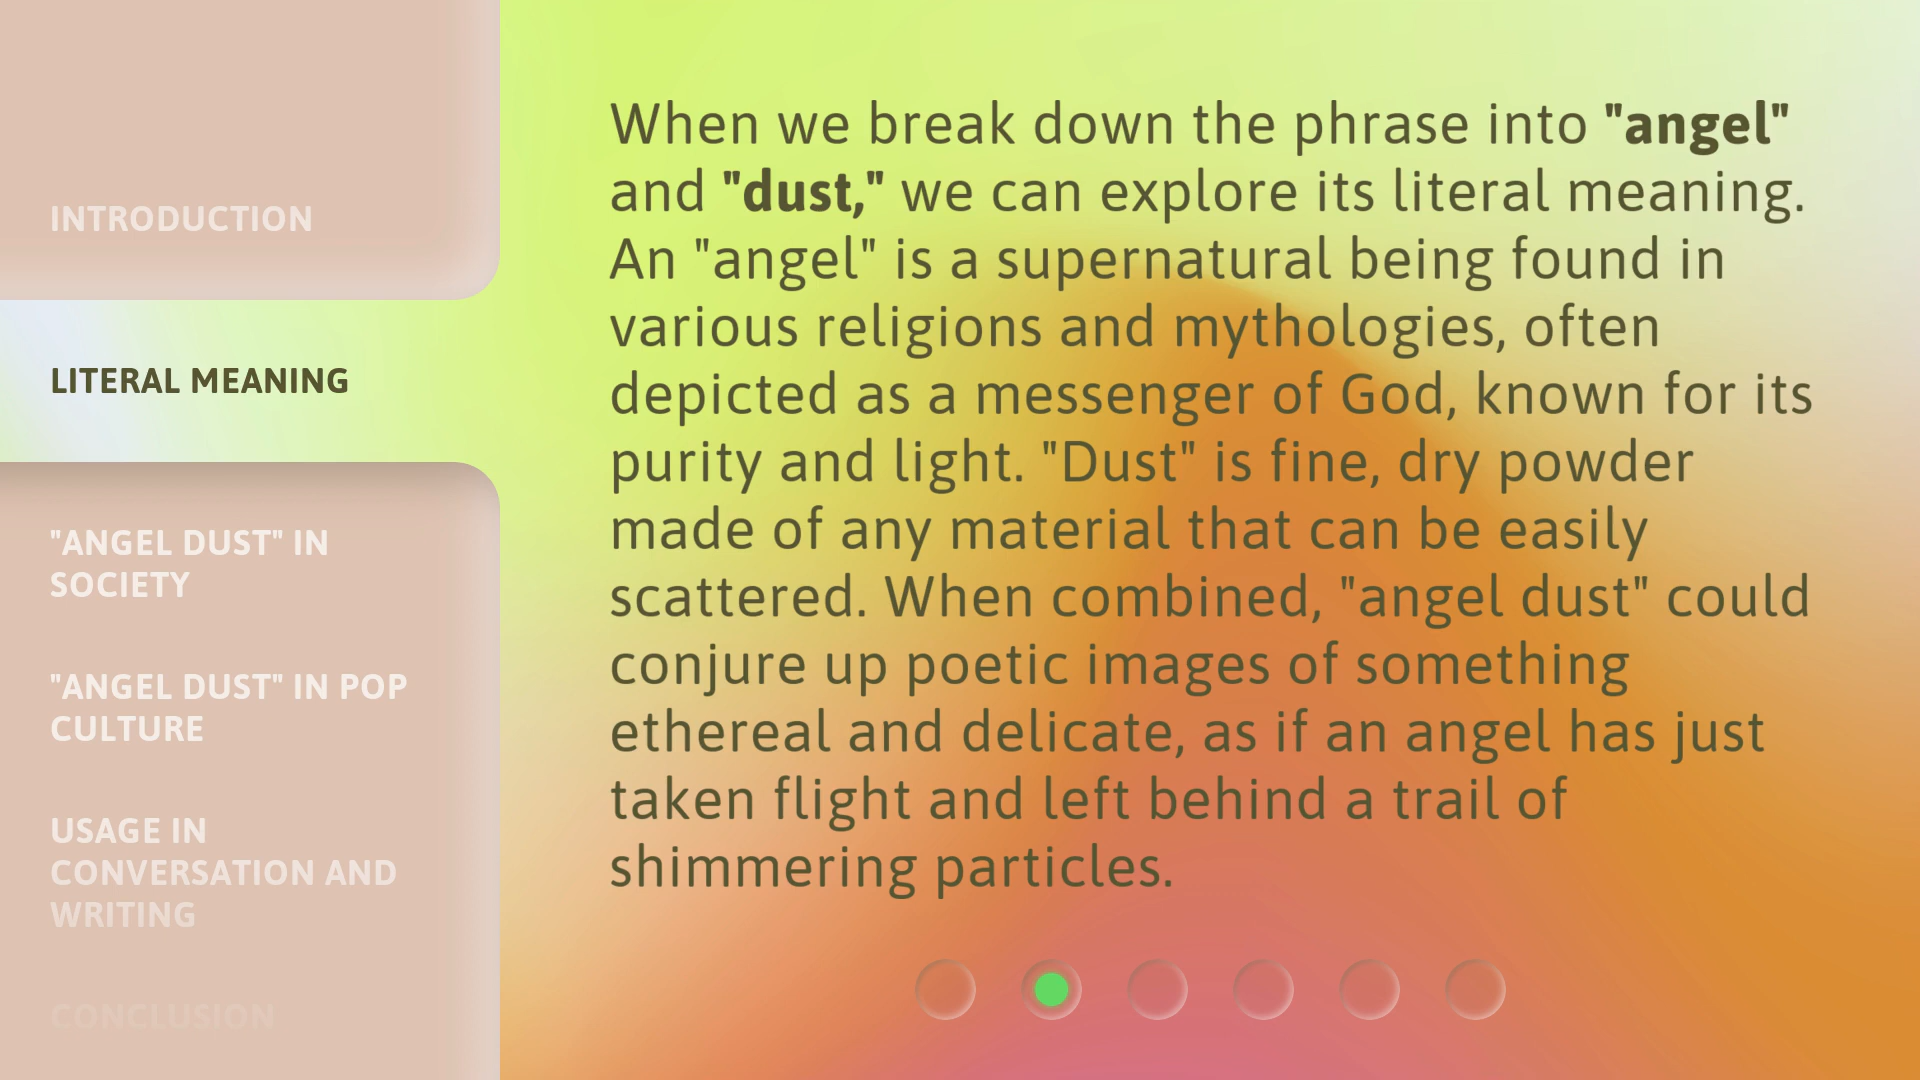 INTRODUCTION
LITERAL MEANING
"ANGEL DUST" IN
SOCIETY
"ANGEL DUST" IN POP
CULTURE
USAGE IN
CONVERSATION AND
WRITING
CONCLUSION
When we break down the phrase into "angel"
and "dust," we can explore its literal meaning.
An "angel" is a supernatural being found in
various religions and mythologies, often
depicted as a messenger of God, known for its
purity and light. "Dust" is fine, dry powder
made of any material that can be easily
scattered. When combined, "angel dust" could
conjure up poetic images of something
ethereal and delicate, as if an angel has just
taken flight and left behind a trail of
shimmering particles.